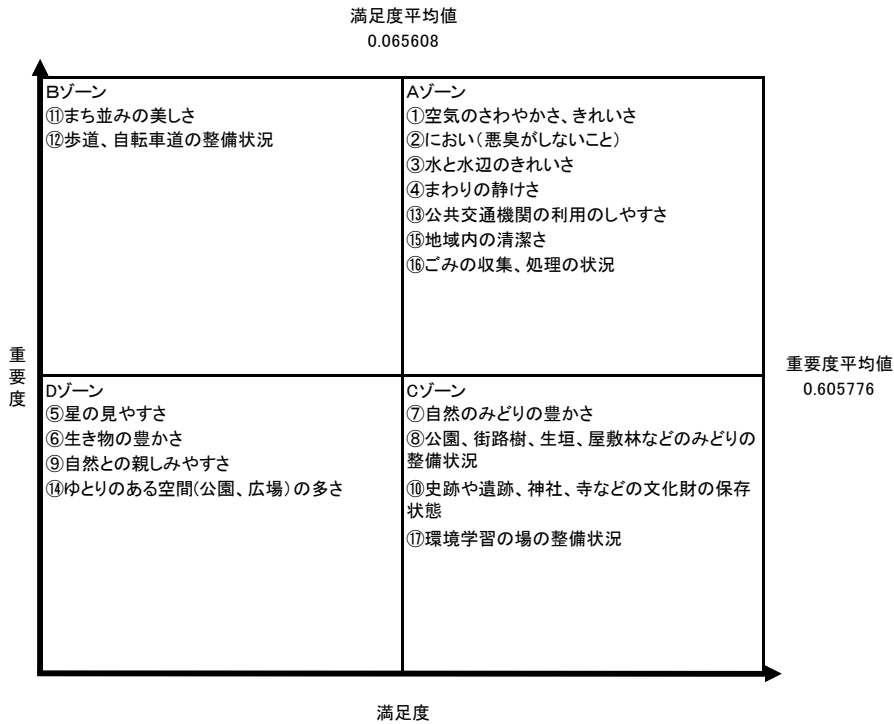 満足度平均値
0.065608
Bゾーン
⑪まち並みの美しさ
⑫歩道、自転車道の整備状況
Aゾーン
①空気のさわやかさ、きれいさ
②におい(悪臭がしないこと)
③水と水辺のきれいさ
④まわりの静けさ
⑬公共交通機関の利用のしやすさ
⑮地域内の清潔さ
⑯ごみの収集、処理の状況
重要度
重要度平均値
0.605776
Dゾーン
⑤星の見やすさ
⑥生き物の豊かさ
⑨自然との親しみやすさ
⑭ゆとりのある空間(公園、広場)の多さ
Cゾーン
⑦自然のみどりの豊かさ
⑧公園、街路樹、生垣、屋敷林などのみどりの
整備状況
⑩史跡や遺跡、神社、寺などの文化財の保存
状態
⑰環境学習の場の整備状況
満足度